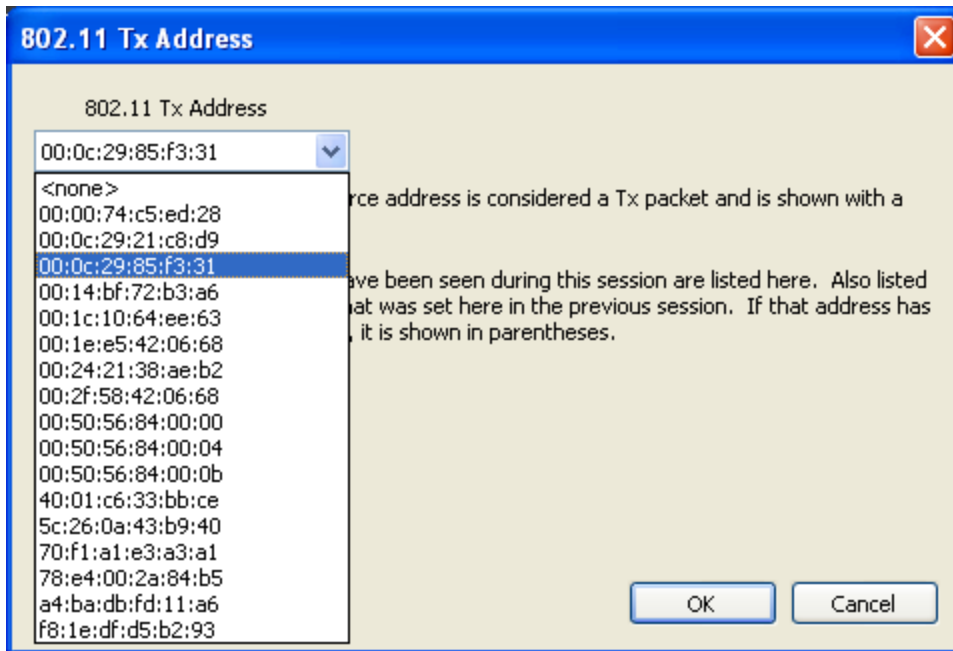 802.11 Tx Address
802.11 Tx Address
00:0c:29:85:f3:31
<none>
00:00:74:c5:ed:28
00:0c:29:21:c8:d9
00:0c:29:85:f3:31
00:14:bf:72:b3:a6
00:1c:10:64:ee:63
00:1e:e5:42:06:68
00:24:21:38:ae:b2
00:2f:58:42:06:68
00:50:56:84:00:00
00:50:56:84:00:04
00:50:56:84:00:0b
40:01:c6:33:bb:ce
5c:26:0a:43:b9:40
70:f1:a1:e3:a3:a1
78:e4:00:2a:84:b5
a4:ba:db:fd:11:a6
f8:1e:df:d5:b2:93
address is considered a Tx packet and is shown with a
been seen during this session are listed here. Also listed
was set here in the previous session. If that address has
, it is shown in parentheses.
OK
Cancel